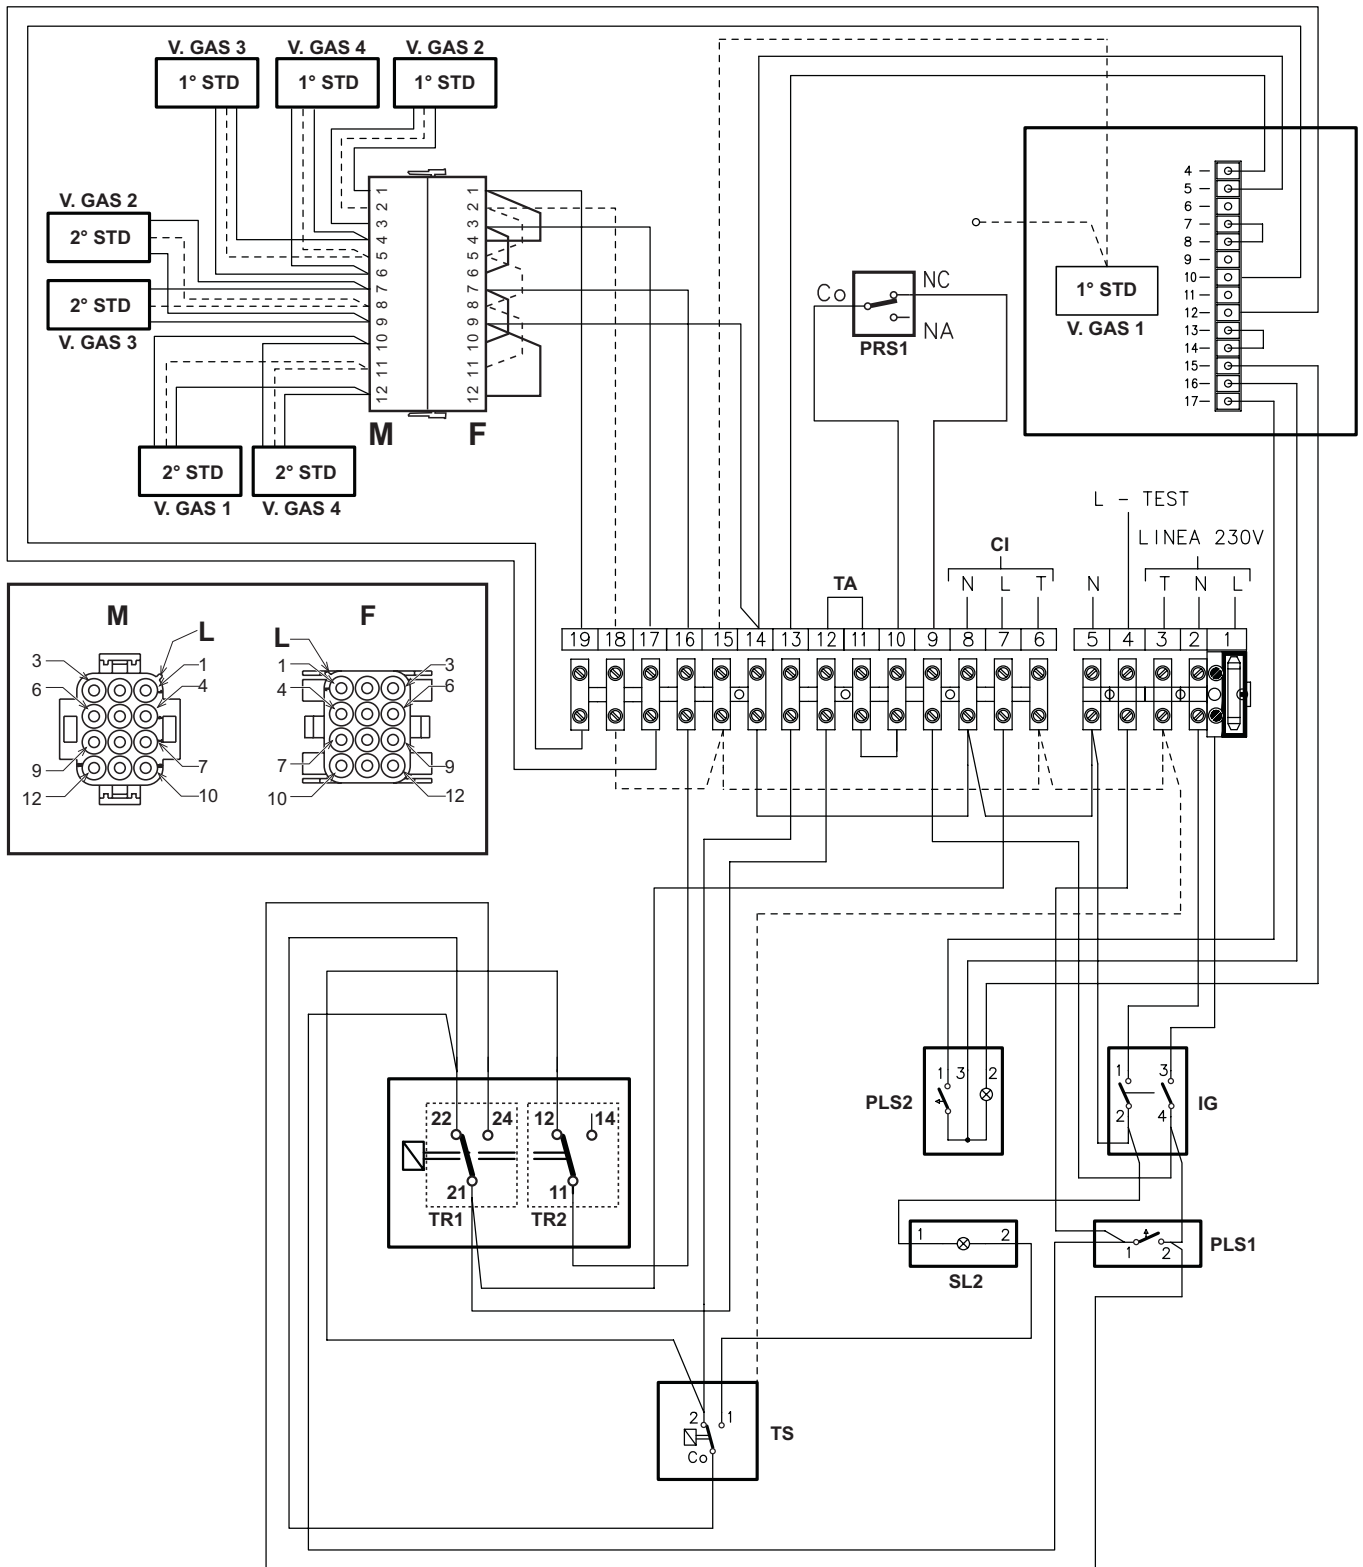 V. GAS 3 V. GAS 4 V. GAS 2
1° STD 1° STD 1° STD
V. GAS 2
2° STD
2° STD
V. GAS 3
1 2 3 4 5 6 7 8 9 10 11 12
1 2 3 4 5 6 7 8 9 10 11 12
M F
2° STD 2° STD
V. GAS 1 V. GAS 4
Co NC
NA
PRS1
1° STD
V. GAS 1
4
5
6
7
8
9
10
11
12
13
14
15
16
17
L - TEST
LINEA 230V
CI
TA
N L T N T N L
19 18 17 16 15 14 13 12 11 10 9 8 7 6 5 4 3 2 1
M F
L L
3 1 1 3
6 4 4 6
9 7 7 9
12 10 10 12
22 24 12 14
21 11
TR1 TR2
PLS2
1 3 2
1 3
2 4
IG
1 2
SL2
1 2
PLS1
2 1
Co
TS